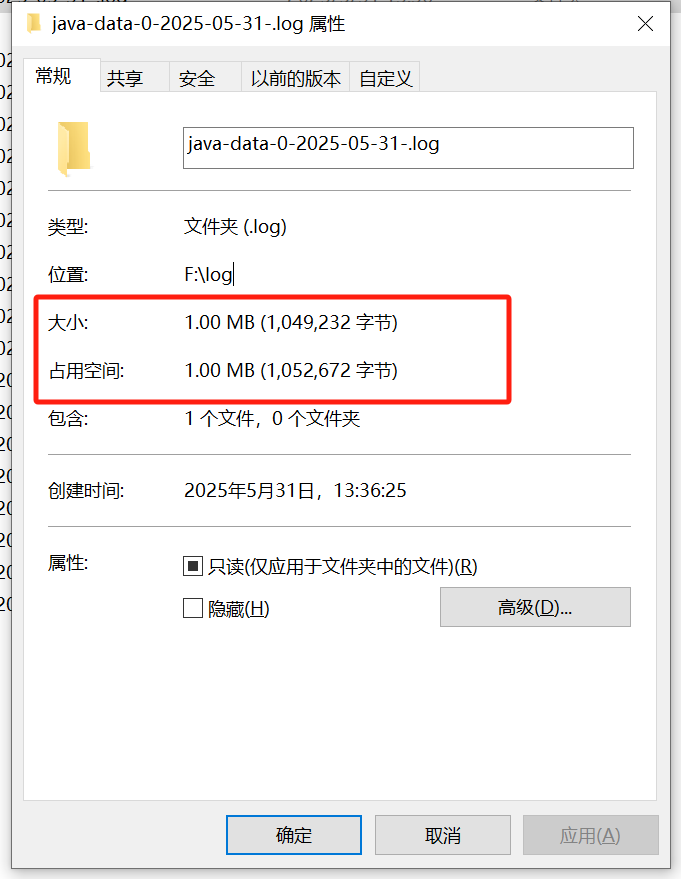 java-data-0-2025-05-31-.log 属性
常规 共享 安全 以前的版本 自定义
java-data-0-2025-05-31-.log
类型: 文件夹 (.log)
位置: F:\log
大小: 1.00 MB (1,049,232 字节)
占用空间: 1.00 MB (1,052,672 字节)
包含: 1 个文件，0 个文件夹
创建时间: 2025年5月31日，13:36:25
属性: 只读(仅应用于文件夹中的文件)(R)
隐藏(H) 高级(D)...
确定 取消 应用(A)